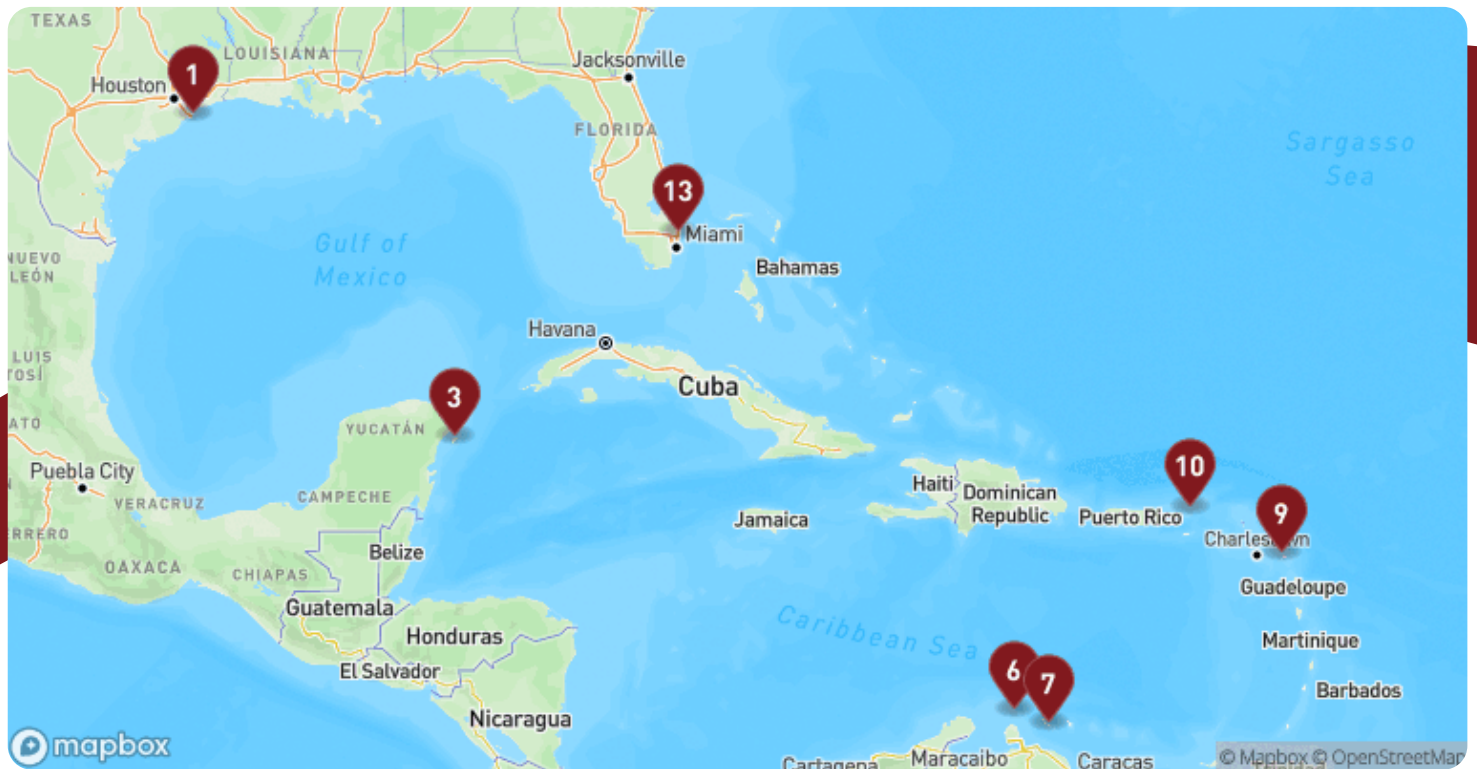 TEXAS
LOUISIANA
Jacksonville
Houston
1
FLORIDA
Sargasso
Sea
13
Miami
Gulf of
Mexico
NUEVO
LEÓN
Bahamas
Havana
LUIS
Cuba
3
YUCATÁN
Puebla City
CAMPECHE
VERACRUZ
10
Haiti
Dominican
Republic
Puerto Rico
Jamaica
9
Belize
OAXACA
CHIAPAS
Guadeloupe
Guatemala
Honduras
Caribbean Sea
Martinique
El Salvador
6
7
Barbados
Nicaragua
mapbox
Maracaibo
Caracas
© Mapbox © OpenStreetMap